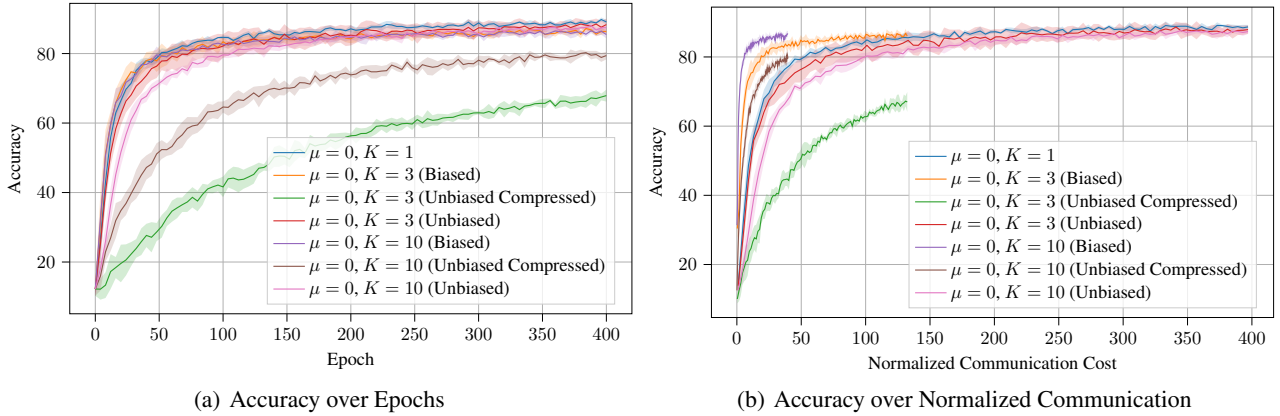 80
60
40
20
Accuracy
μ = 0, K = 1
μ = 0, K = 3 (Biased)
μ = 0, K = 3 (Unbiased Compressed)
μ = 0, K = 3 (Unbiased)
μ = 0, K = 10 (Biased)
μ = 0, K = 10 (Unbiased Compressed)
μ = 0, K = 10 (Unbiased)
0 50 100 150 200 250 300 350 400
Epoch
(a) Accuracy over Epochs
80
60
40
20
Accuracy
μ = 0, K = 1
μ = 0, K = 3 (Biased)
μ = 0, K = 3 (Unbiased Compressed)
μ = 0, K = 3 (Unbiased)
μ = 0, K = 10 (Biased)
μ = 0, K = 10 (Unbiased Compressed)
μ = 0, K = 10 (Unbiased)
0 50 100 150 200 250 300 350 400
Normalized Communication Cost
(b) Accuracy over Normalized Communication